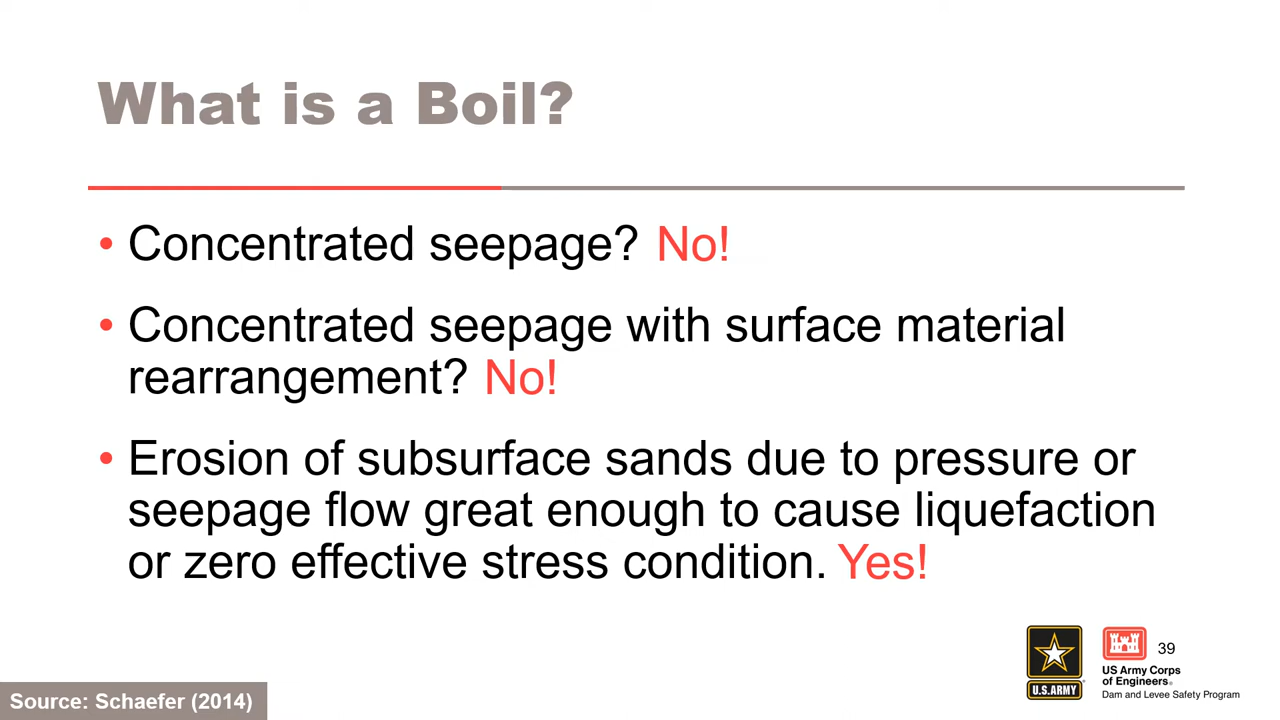 What is a Boil?
• Concentrated seepage? No!
• Concentrated seepage with surface material
rearrangement? No!
• Erosion of subsurface sands due to pressure or
seepage flow great enough to cause liquefaction
or zero effective stress condition. Yes!
U.S.ARMY
39
US Army Corps
of Engineers®
Dam and Levee Safety Program
Source: Schaefer (2014)